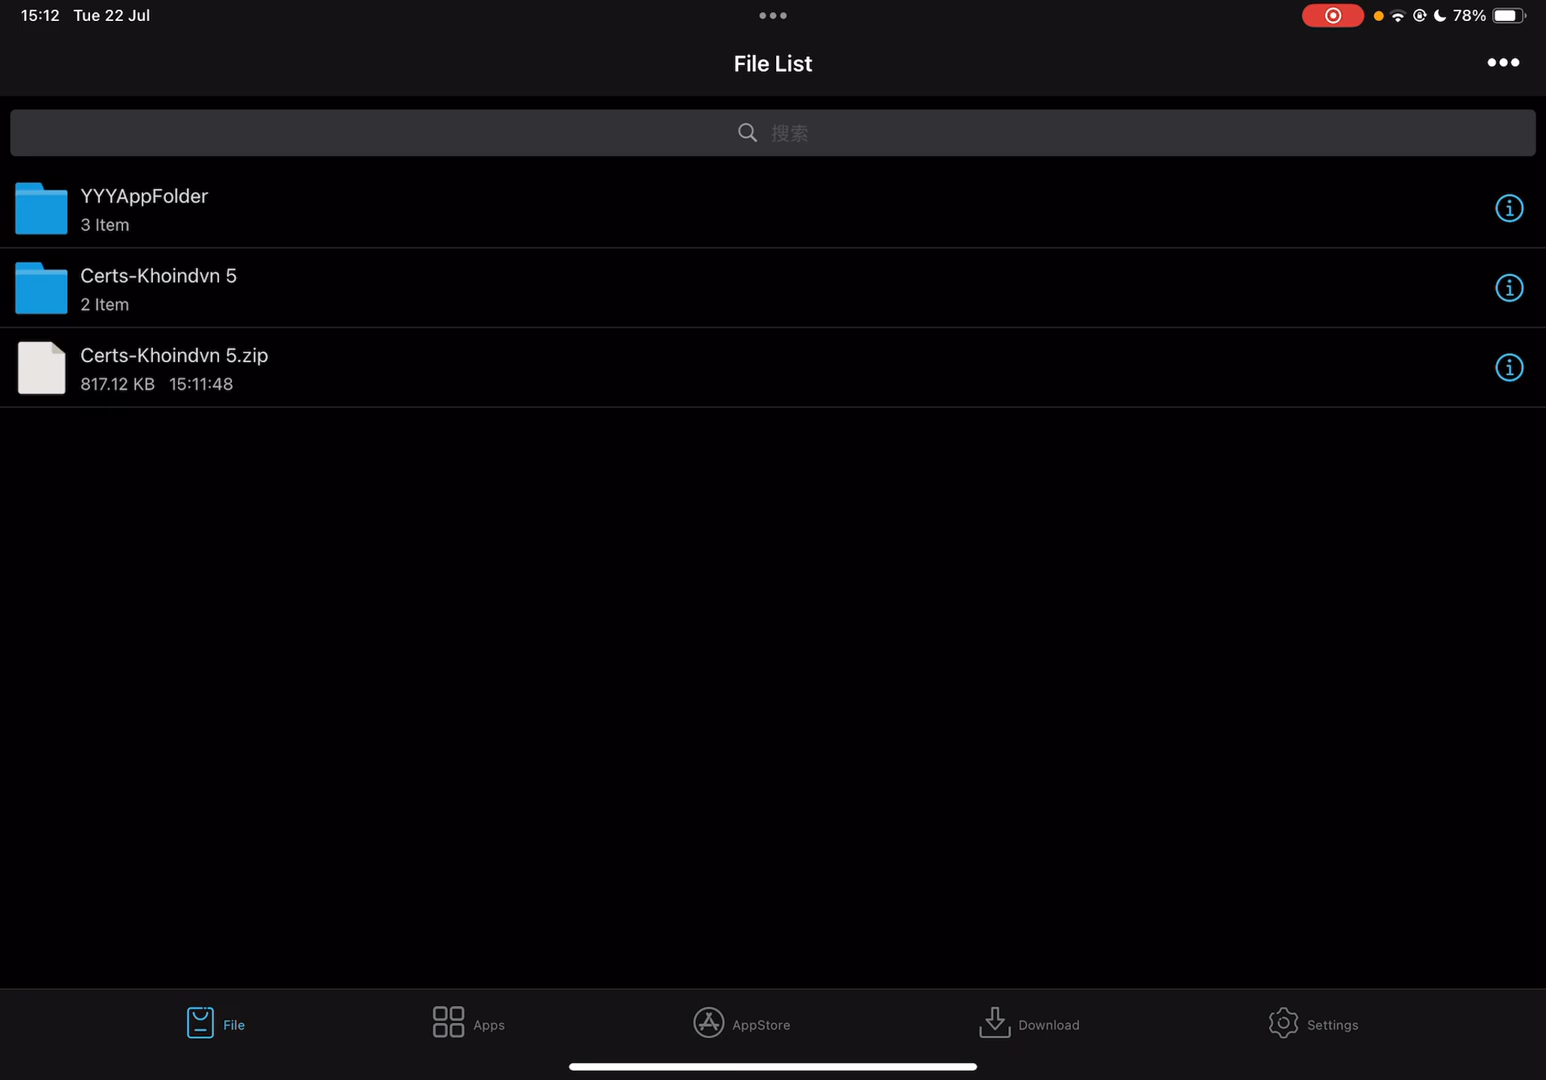 15:12 Tue 22 Jul
78%
File List
搜索
YYYAppFolder
3 Item
Certs-Khoindvn 5
2 Item
Certs-Khoindvn 5.zip
817.12 KB 15:11:48
File
Apps
AppStore
Download
Settings